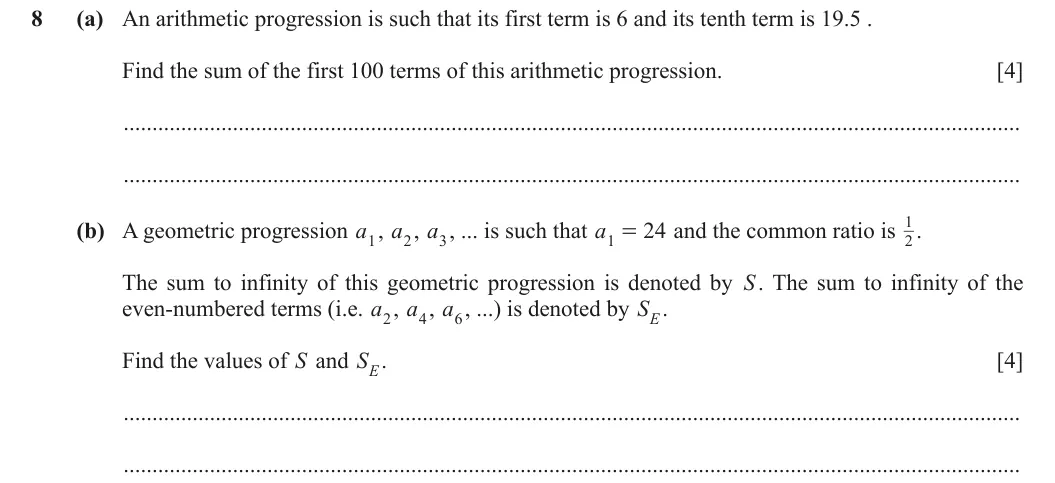 8 (a) An arithmetic progression is such that its first term is 6 and its tenth term is 19.5 .
Find the sum of the first 100 terms of this arithmetic progression. [4]
....................................................................................................................................................
....................................................................................................................................................
(b) A geometric progression a₁, a₂, a₃, ... is such that a₁ = 24 and the common ratio is 1/2.
The sum to infinity of this geometric progression is denoted by S. The sum to infinity of the
even-numbered terms (i.e. a₂, a₄, a₆, ...) is denoted by S_E.
Find the values of S and S_E. [4]
....................................................................................................................................................
....................................................................................................................................................